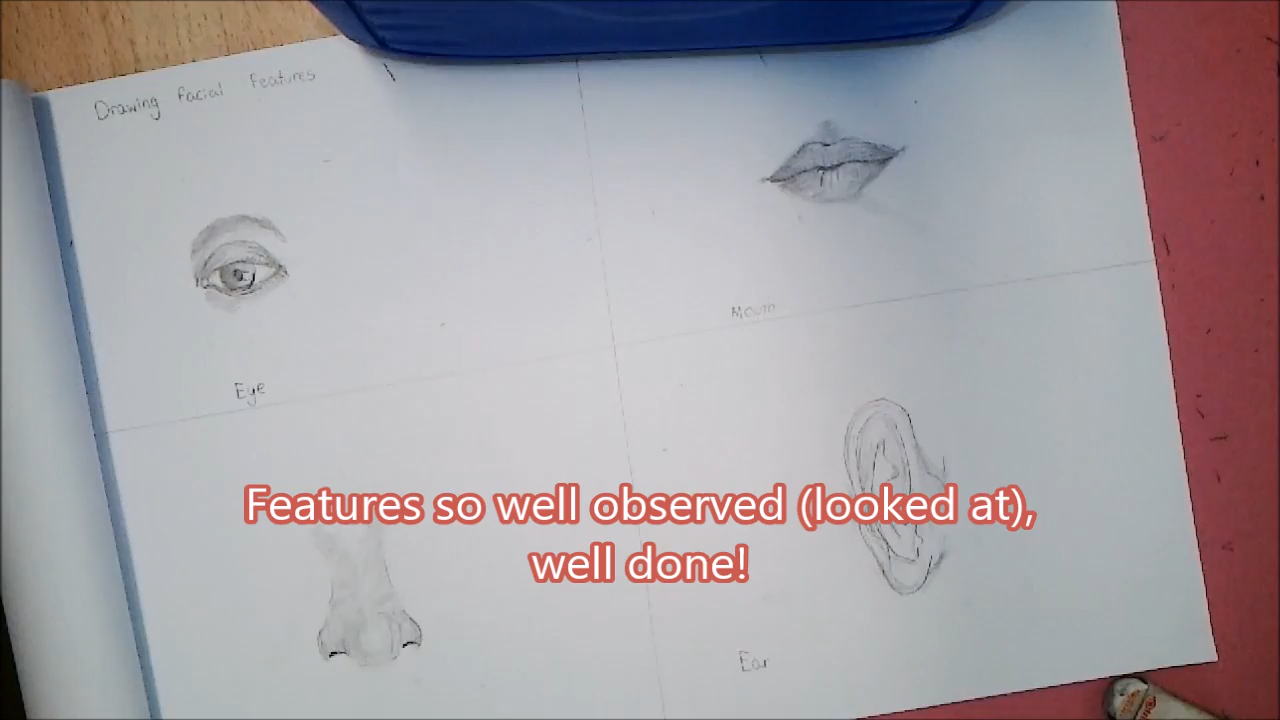 Drawing facial features
Mouth
Eye
Features so well observed (looked at),
well done!
Ear